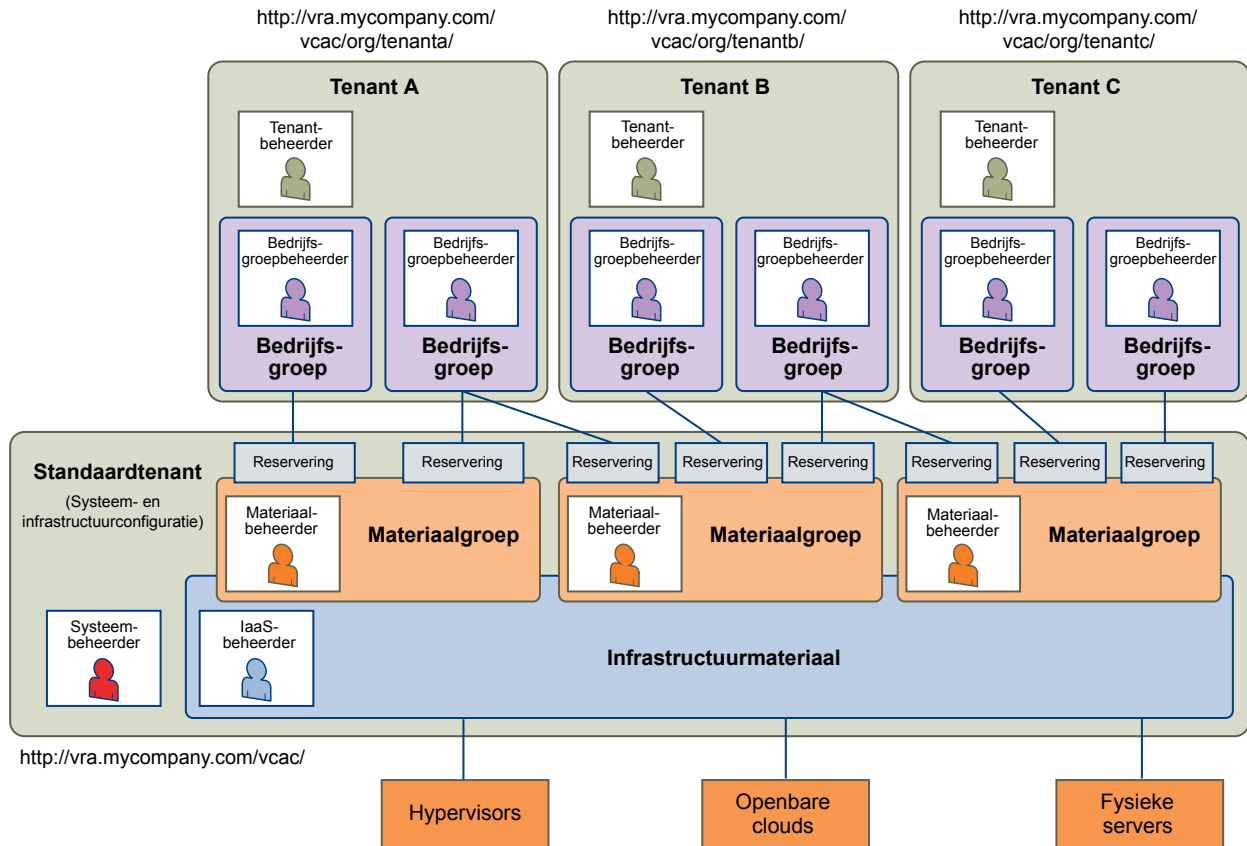 http://vra.mycompany.com/
vcac/org/tenanta/
http://vra.mycompany.com/
vcac/org/tenantb/
http://vra.mycompany.com/
vcac/org/tenantc/
Tenant A
Tenant-
beheerder
Bedrijfs-
groepbeheerder
Bedrijfs-
groep
Bedrijfs-
groepbeheerder
Bedrijfs-
groep
Tenant B
Tenant-
beheerder
Bedrijfs-
groepbeheerder
Bedrijfs-
groep
Bedrijfs-
groepbeheerder
Bedrijfs-
groep
Tenant C
Tenant-
beheerder
Bedrijfs-
groepbeheerder
Bedrijfs-
groep
Bedrijfs-
groepbeheerder
Bedrijfs-
groep
Standaardtenant
(Systeem- en
infrastructuurconfiguratie)
Reservering
Reservering
Reservering
Reservering
Reservering
Reservering
Reservering
Reservering
Materiaal-
beheerder
Materiaalgroep
Materiaal-
beheerder
Materiaalgroep
Materiaal-
beheerder
Materiaalgroep
Systeem-
beheerder
IaaS-
beheerder
Infrastructuurmateriaal
http://vra.mycompany.com/vcac/
Hypervisors
Openbare
clouds
Fysieke
servers